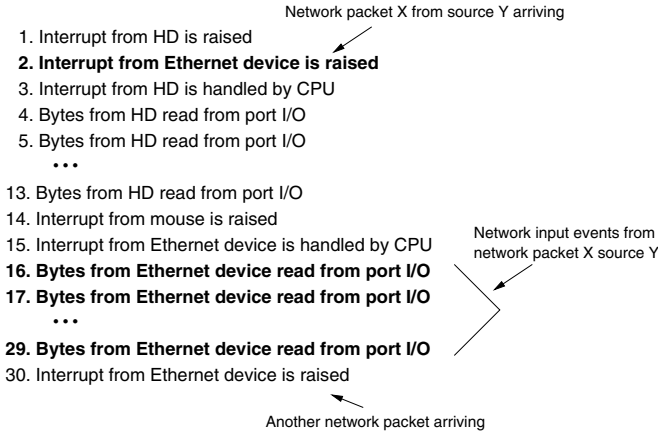 Network packet X from source Y arriving
1. Interrupt from HD is raised
2. Interrupt from Ethernet device is raised
3. Interrupt from HD is handled by CPU
4. Bytes from HD read from port I/O
5. Bytes from HD read from port I/O
...
13. Bytes from HD read from port I/O
14. Interrupt from mouse is raised
15. Interrupt from Ethernet device is handled by CPU
16. Bytes from Ethernet device read from port I/O
17. Bytes from Ethernet device read from port I/O
...
29. Bytes from Ethernet device read from port I/O
30. Interrupt from Ethernet device is raised
Network input events from
network packet X source Y
Another network packet arriving